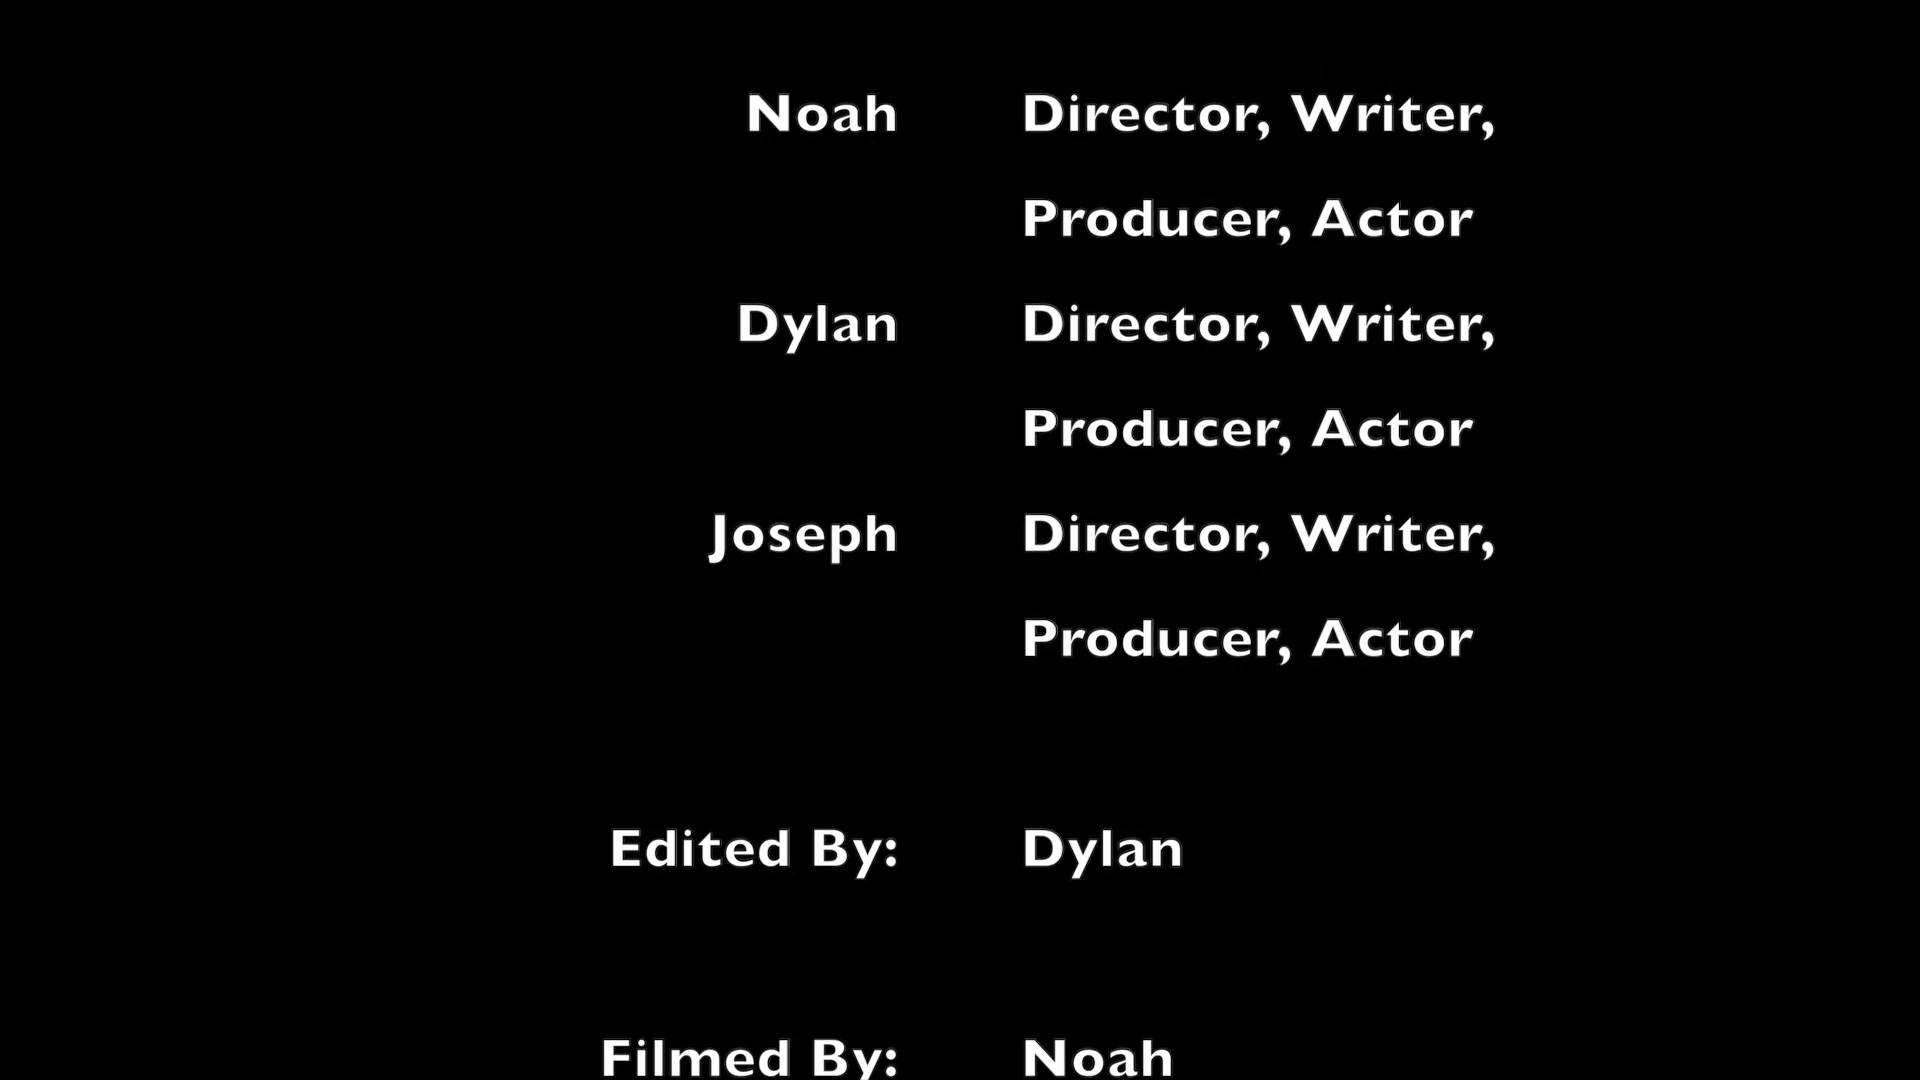 Noah Director, Writer,
Producer, Actor
Dylan Director, Writer,
Producer, Actor
Joseph Director, Writer,
Producer, Actor
Edited By: Dylan
Filmed By: Noah